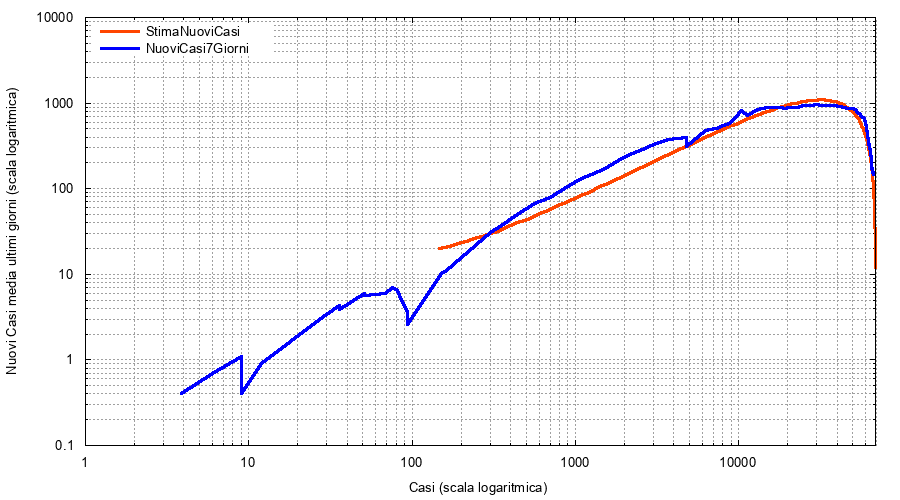 10000
1000
100
10
1
0.1
Nuovi Casi media ultimi giorni (scala logaritmica)
StimaNuoviCasi
NuoviCasi7Giorni
1 10 100 1000 10000
Casi (scala logaritmica)